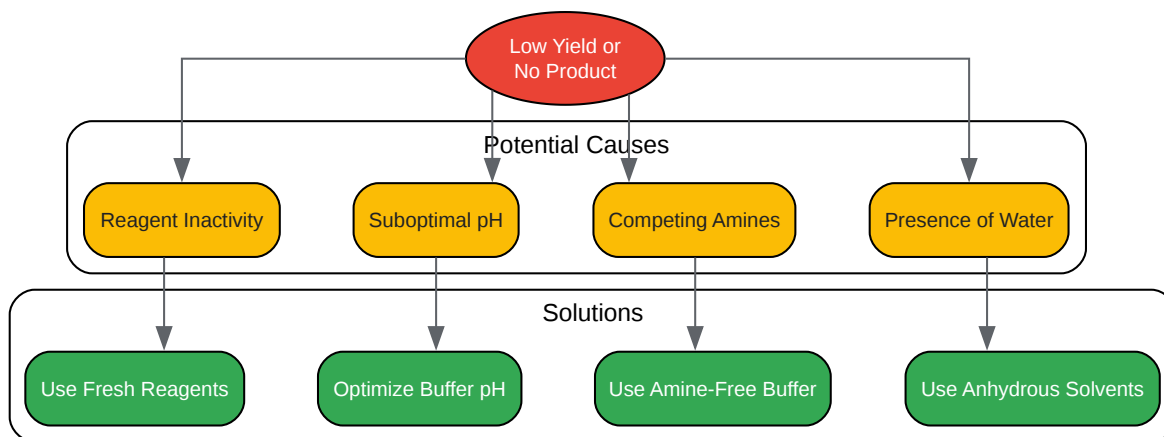 Low Yield or
No Product
Potential Causes
Reagent Inactivity
Suboptimal pH
Competing Amines
Presence of Water
Solutions
Use Fresh Reagents
Optimize Buffer pH
Use Amine-Free Buffer
Use Anhydrous Solvents